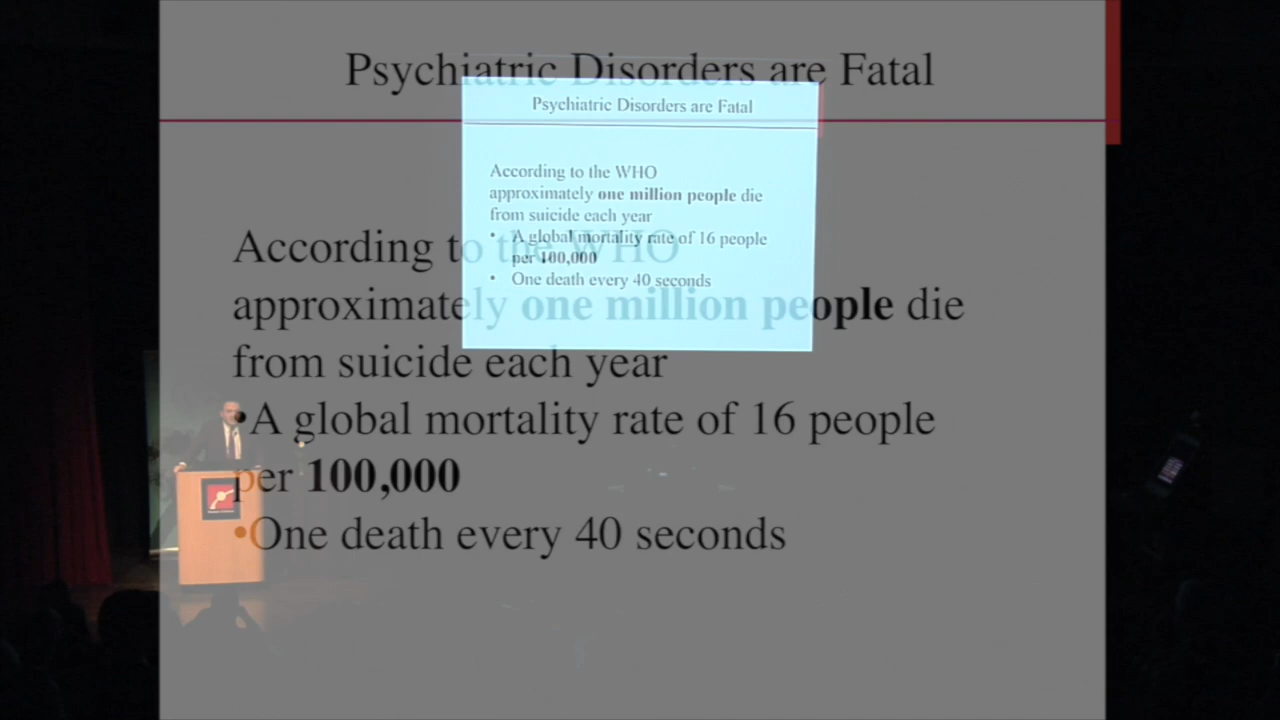 Psychiatric Disorders are Fatal
According to the WHO
approximately one million people die
from suicide each year
•A global mortality rate of 16 people
per 100,000
•One death every 40 seconds
Psychiatric Disorders are Fatal
According to the WHO
approximately one million people die
from suicide each year
• A global mortality rate of 16 people
per 100,000
• One death every 40 seconds